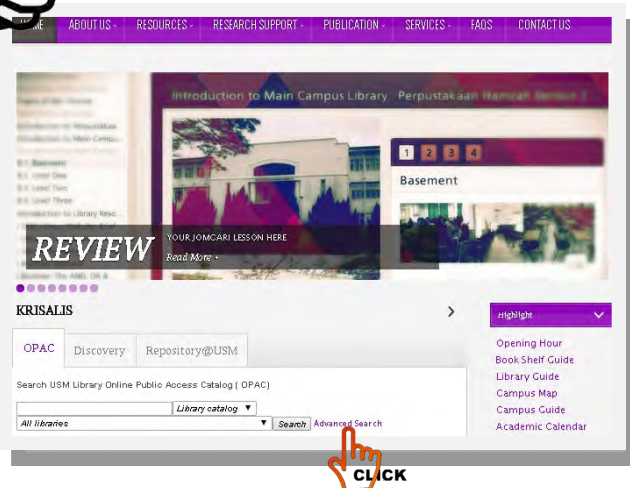 HOME ABOUT US - RESOURCES - RESEARCH SUPPORT - PUBLICATION - SERVICES - FAQS CONTACT US
Introduction to Main Campus Library Perpustakaan Hamzah Sendut 1
1 2 3 4
Basement
REVIEW
YOUR JOMCARI LESSON HERE
Read More
KRISALIS
Highlight
OPAC Discovery Repository@USM
Search USM Library Online Public Access Catalog ( OPAC)
Library catalog
All libraries
Search Advanced Search
Opening Hour
Book Shelf Guide
Library Guide
Campus Map
Campus Guide
Academic Calendar
CLICK